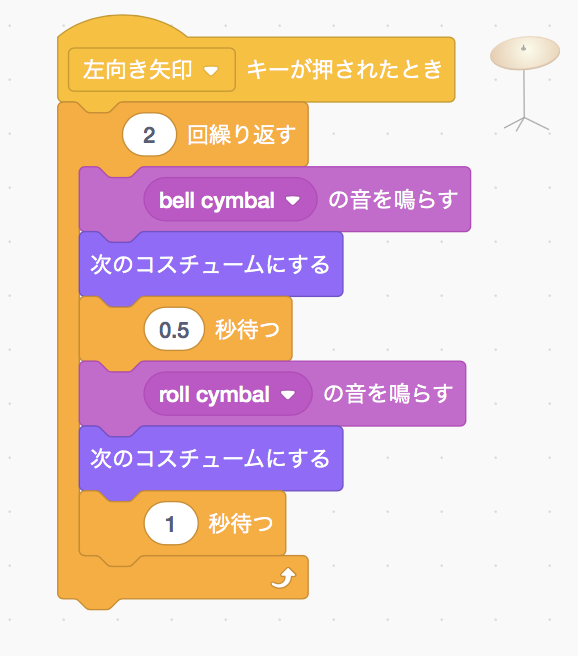 左向き矢印 キーが押されたとき
2 回繰り返す
bell cymbal の音を鳴らす
次のコスチュームにする
0.5 秒待つ
roll cymbal の音を鳴らす
次のコスチュームにする
1 秒待つ